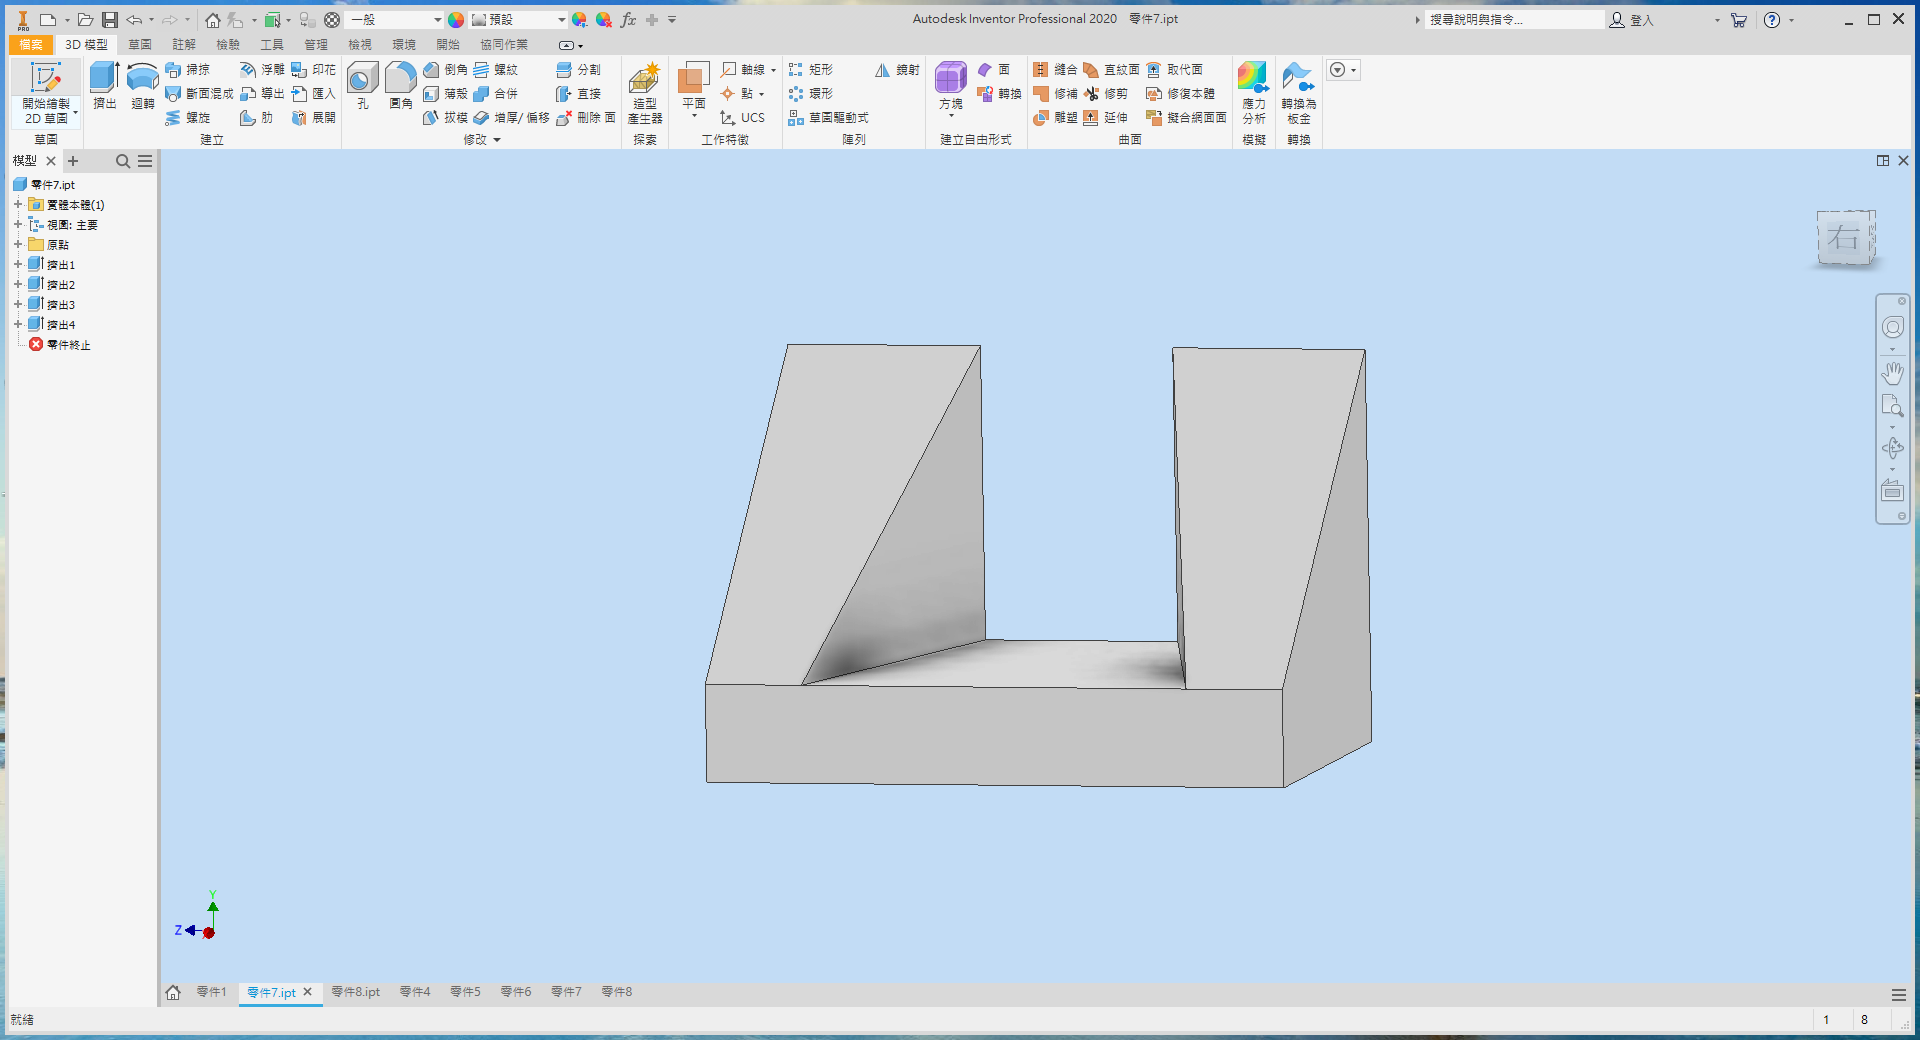 PRO
一般
預設
fx
Autodesk Inventor Professional 2020 零件7.ipt
搜尋說明與指令...
登入
檔案 3D 模型 草圖 註解 檢驗 工具 管理 檢視 環境 開始 協同作業
開始繪製
2D 草圖
草圖
擠出
迴轉
掃掠
斷面混成
螺旋
浮雕
導出
肋
印花
匯入
展開
建立
孔
圓角
倒角
薄殼
拔模
螺紋
合併
增厚/ 偏移
分割
直接
刪除 面
修改
造型
產生器
探索
平面
軸線
點
UCS
工作特徵
矩形
環形
草圖驅動式
鏡射
陣列
方塊
面
轉換
建立自由形式
縫合
修補
雕塑
直紋面
修剪
延伸
取代面
修復本體
擬合網面面
曲面
應力
分析
模擬
轉換為
板金
轉換
模型
零件7.ipt
實體本體(1)
視圖: 主要
原點
擠出1
擠出2
擠出3
擠出4
零件終止
右
Y
Z
零件1 零件7.ipt 零件8.ipt 零件4 零件5 零件6 零件7 零件8
就緒
1 8